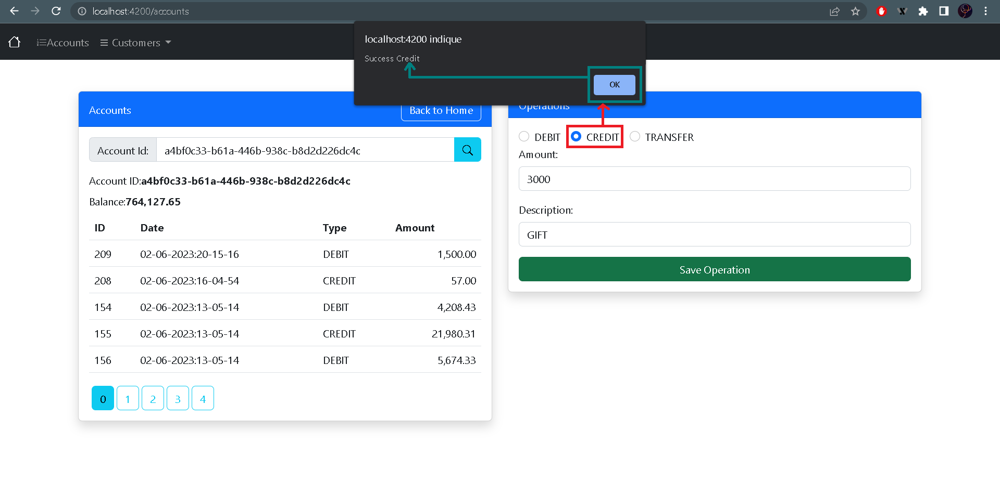 localhost:4200/accounts
Accounts
Customers
localhost:4200 indique
Success Credit
OK
Accounts
Back to Home
Account Id:
a4bf0c33-b61a-446b-938c-b8d2d226dc4c
Account ID:a4bf0c33-b61a-446b-938c-b8d2d226dc4c
Balance:764,127.65
ID Date Type Amount
209 02-06-2023:20-15-16 DEBIT 1,500.00
208 02-06-2023:16-04-54 CREDIT 57.00
154 02-06-2023:13-05-14 DEBIT 4,208.43
155 02-06-2023:13-05-14 CREDIT 21,980.31
156 02-06-2023:13-05-14 DEBIT 5,674.33
0 1 2 3 4
Operations
DEBIT CREDIT TRANSFER
Amount:
3000
Description:
GIFT
Save Operation